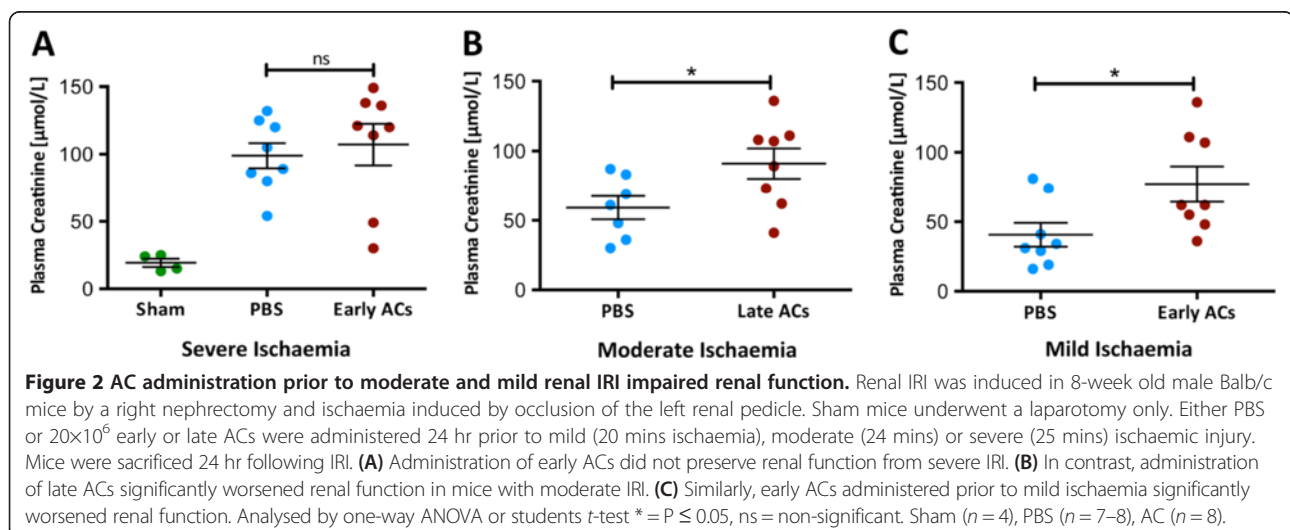 A
ns
Plasma Creatinine [µmol/L]
150
100
50
0
Sham PBS Early ACs
Severe Ischaemia
B
*
Plasma Creatinine [µmol/L]
150
100
50
0
PBS Late ACs
Moderate Ischaemia
C
*
Plasma Creatinine [µmol/L]
150
100
50
0
PBS Early ACs
Mild Ischaemia
Figure 2 AC administration prior to moderate and mild renal IRI impaired renal function. Renal IRI was induced in 8-week old male Balb/c
mice by a right nephrectomy and ischaemia induced by occlusion of the left renal pedicle. Sham mice underwent a laparotomy only. Either PBS
or 20×10⁶ early or late ACs were administered 24 hr prior to mild (20 mins ischaemia), moderate (24 mins) or severe (25 mins) ischaemic injury.
Mice were sacrificed 24 hr following IRI. (A) Administration of early ACs did not preserve renal function from severe IRI. (B) In contrast, administration
of late ACs significantly worsened renal function in mice with moderate IRI. (C) Similarly, early ACs administered prior to mild ischaemia significantly
worsened renal function. Analysed by one-way ANOVA or students t-test * = P ≤ 0.05, ns = non-significant. Sham (n = 4), PBS (n = 7–8), AC (n = 8).